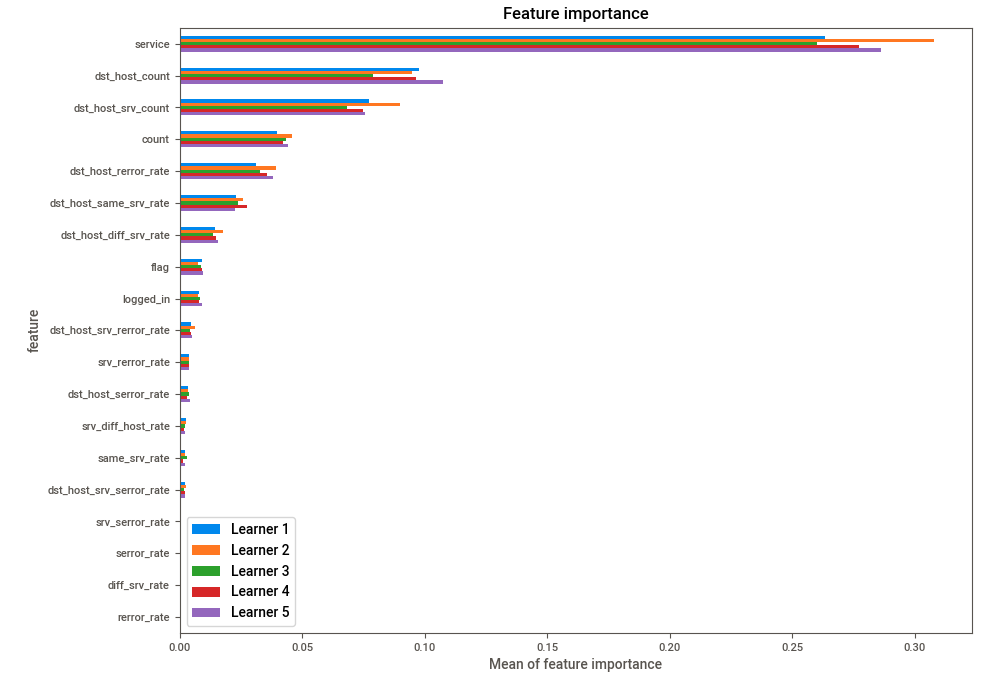 Feature importance
service
dst_host_count
dst_host_srv_count
count
dst_host_rerror_rate
dst_host_same_srv_rate
dst_host_diff_srv_rate
flag
logged_in
dst_host_srv_rerror_rate
srv_rerror_rate
dst_host_serror_rate
srv_diff_host_rate
same_srv_rate
dst_host_srv_serror_rate
srv_serror_rate
serror_rate
diff_srv_rate
rerror_rate
feature
Learner 1
Learner 2
Learner 3
Learner 4
Learner 5
0.00 0.05 0.10 0.15 0.20 0.25 0.30
Mean of feature importance